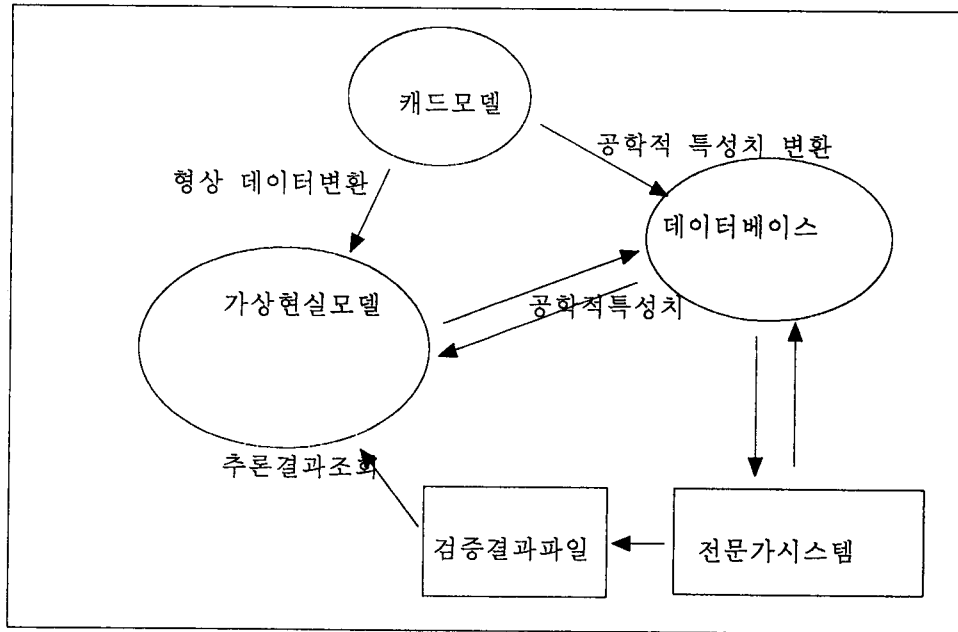 캐드모델
공학적 특성치 변환
형상 데이터변환
데이터베이스
가상현실모델
공학적특성치
추론결과조회
검증결과파일
전문가시스템